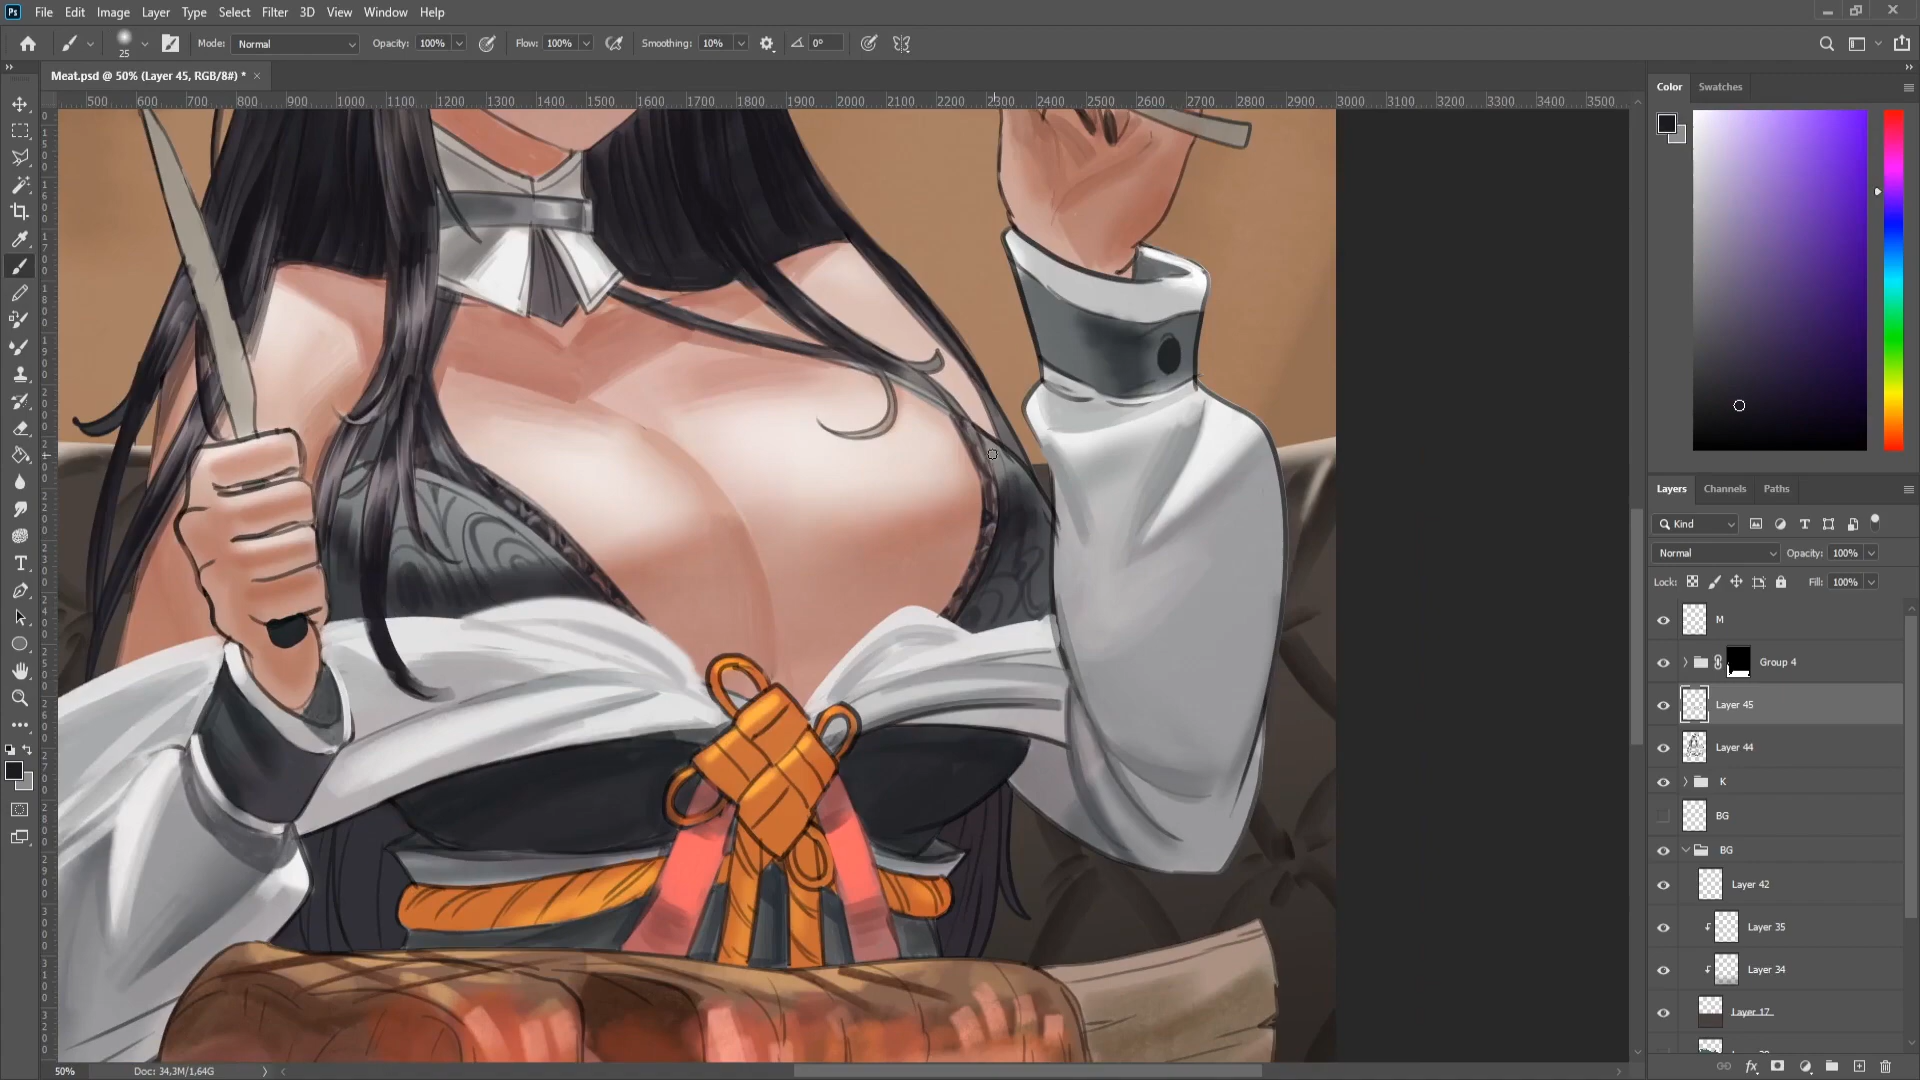 Ps File Edit Image Layer Type Select Filter 3D View Window Help
25 Mode: Normal Opacity: 100% Flow: 100% Smoothing: 10% 0°
Meat.psd @ 50% (Layer 45, RGB/8#) * ×
500 600 700 800 900 1000 1100 1200 1300 1400 1500 1600 1700 1800 1900 2000 2100 2200 2300 2400 2500 2600 2700 2800 2900 3000 3100 3200 3300 3400 3500
Color Swatches
Layers Channels Paths
Kind
Normal Opacity: 100%
Lock: Fill: 100%
M
Group 4
Layer 45
Layer 44
K
BG
BG
Layer 42
Layer 35
Layer 34
Layer 17
50% Doc: 34,3M/1,64G